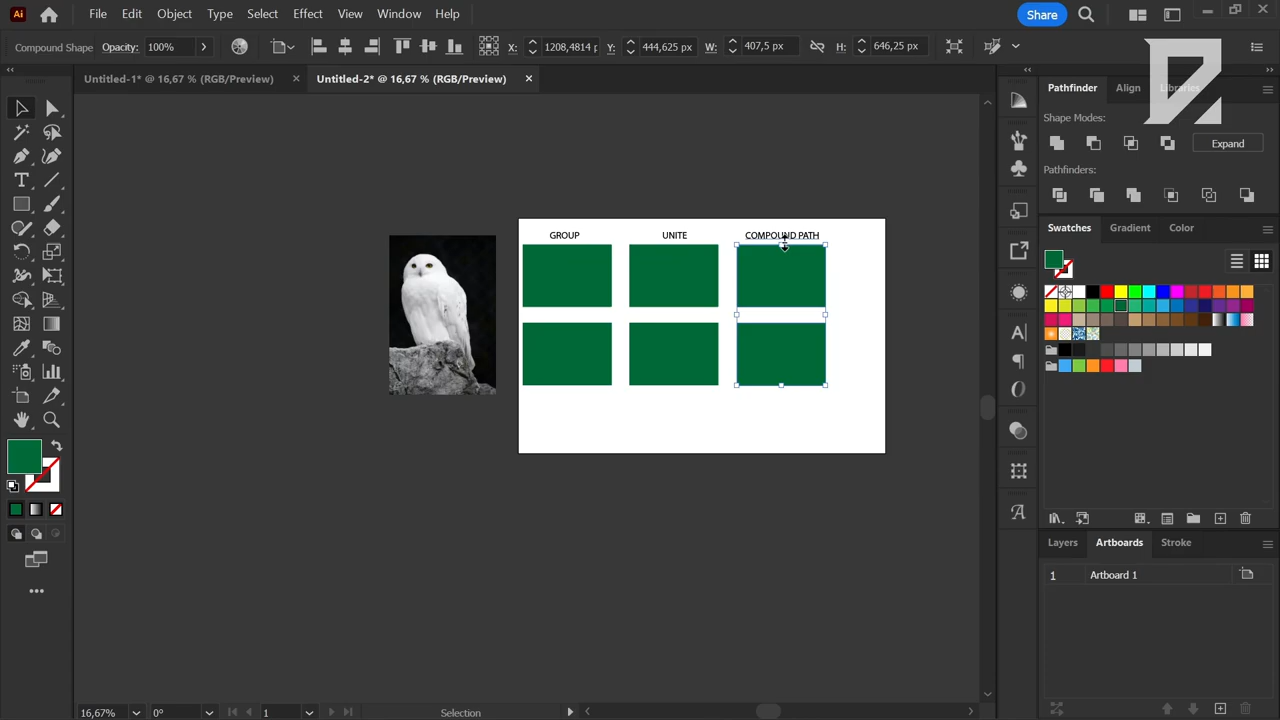 Ai File Edit Object Type Select Effect View Window Help Share
Compound Shape Opacity: 100% X: 1208,4814 p Y: 444,625 px W: 407,5 px H: 646,25 px
Untitled-1* @ 16,67 % (RGB/Preview) Untitled-2* @ 16,67 % (RGB/Preview)
Pathfinder Align Libraries
Shape Modes:
Expand
Pathfinders:
Swatches Gradient Color
GROUP UNITE COMPOUND PATH
Layers Artboards Stroke
1 Artboard 1
16,67% 0° 1 Selection